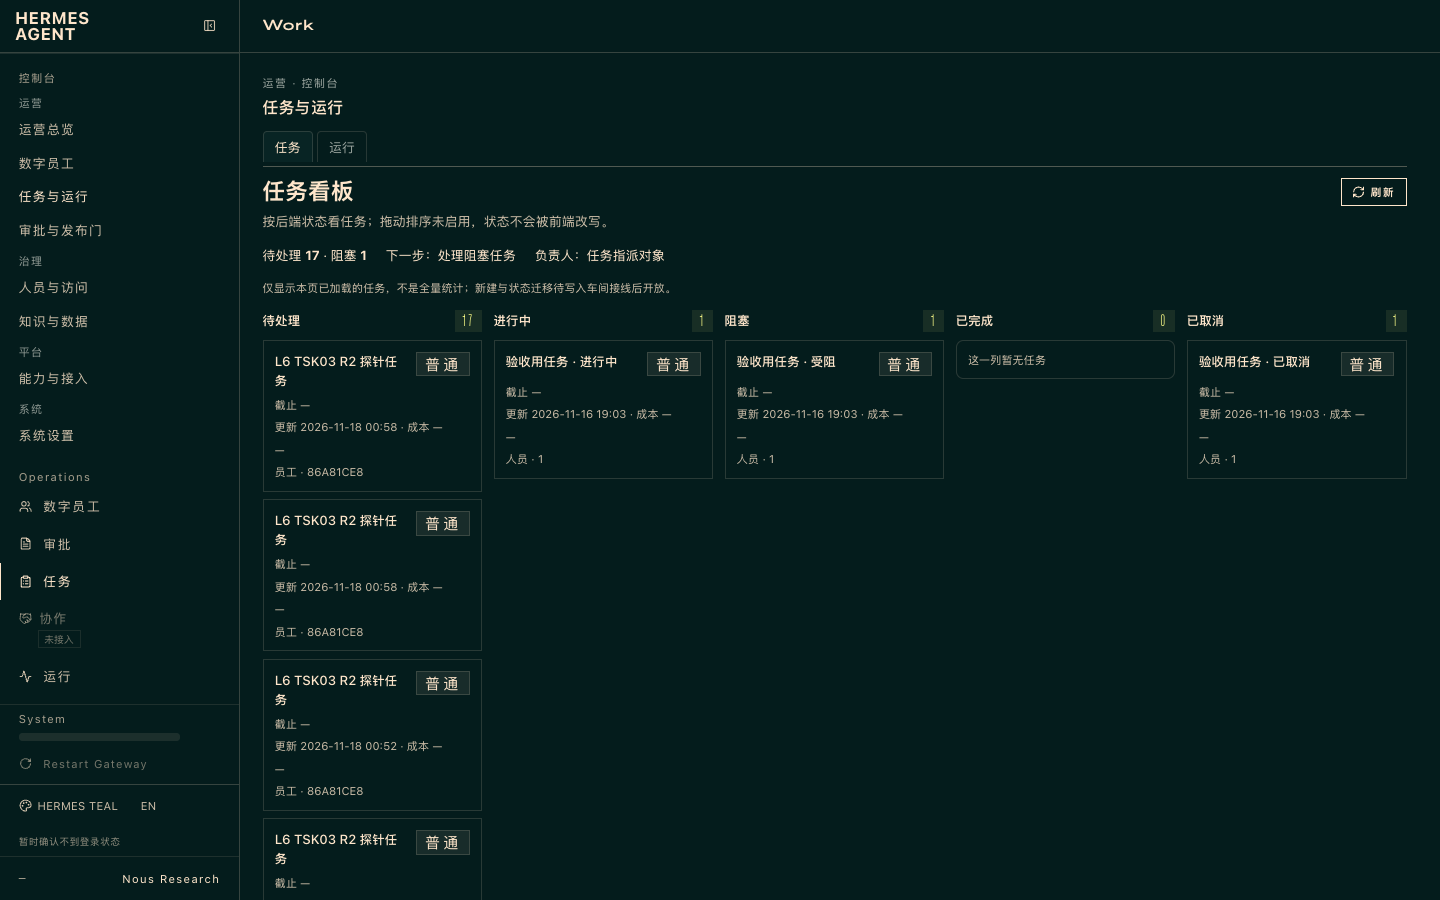 HERMES
AGENT
Work
控制台
运营
运营总览
数字员工
任务与运行
审批与发布门
治理
人员与访问
知识与数据
平台
能力与接入
系统
系统设置
Operations
数字员工
审批
任务
协作
未接入
运行
System
Restart Gateway
HERMES TEAL EN
暂时确认不到登录状态
— Nous Research
运营 · 控制台
任务与运行
任务 运行
任务看板
刷新
按后端状态看任务；拖动排序未启用，状态不会被前端改写。
待处理 17 · 阻塞 1 下一步：处理阻塞任务 负责人：任务指派对象
仅显示本页已加载的任务，不是全量统计；新建与状态迁移待写入车间接线后开放。
待处理 17
L6 TSK03 R2 探针任
务
普通
截止 —
更新 2026-11-18 00:58 · 成本 —
—
员工 · 86A81CE8
L6 TSK03 R2 探针任
务
普通
截止 —
更新 2026-11-18 00:58 · 成本 —
—
员工 · 86A81CE8
L6 TSK03 R2 探针任
务
普通
截止 —
更新 2026-11-18 00:52 · 成本 —
—
员工 · 86A81CE8
L6 TSK03 R2 探针任
务
普通
截止 —
进行中 1
验收用任务 · 进行中 普通
截止 —
更新 2026-11-16 19:03 · 成本 —
—
人员 · 1
阻塞 1
验收用任务 · 受阻 普通
截止 —
更新 2026-11-16 19:03 · 成本 —
—
人员 · 1
已完成 0
这一列暂无任务
已取消 1
验收用任务 · 已取消 普通
截止 —
更新 2026-11-16 19:03 · 成本 —
—
人员 · 1